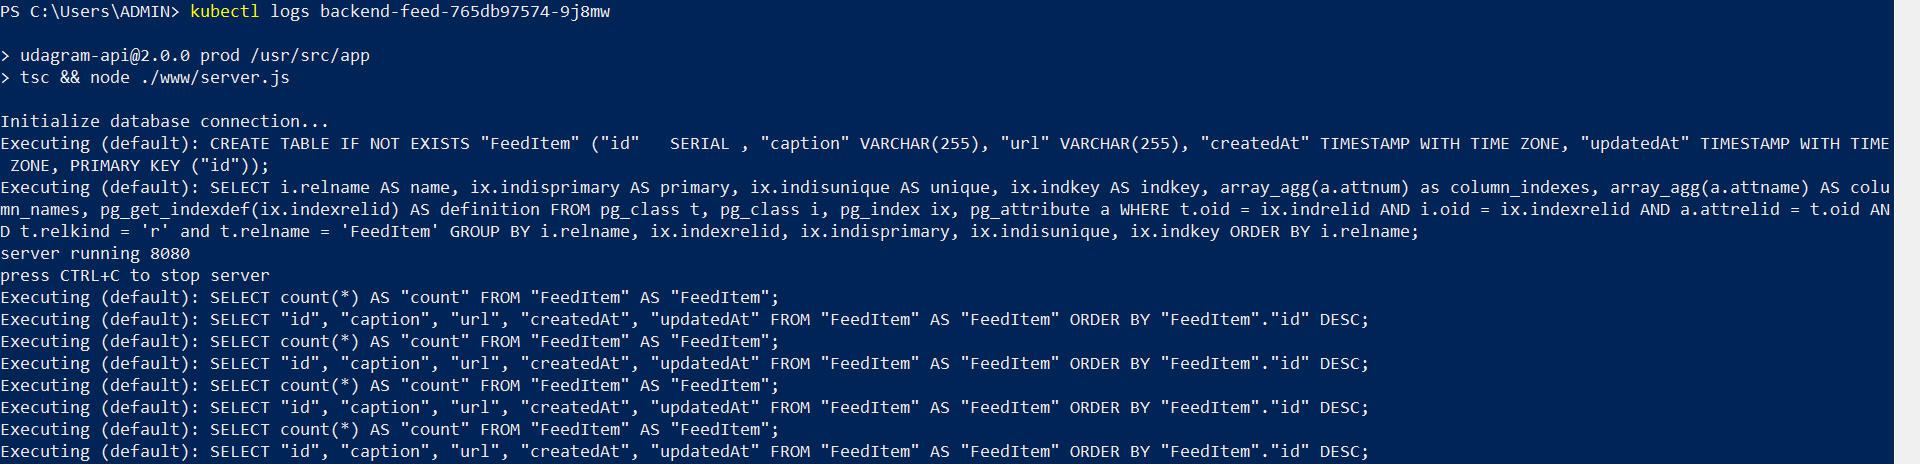 PS C:\Users\ADMIN> kubectl logs backend-feed-765db97574-9j8mw
> udagram-api@2.0.0 prod /usr/src/app
> tsc && node ./www/server.js
Initialize database connection...
Executing (default): CREATE TABLE IF NOT EXISTS "FeedItem" ("id"   SERIAL , "caption" VARCHAR(255), "url" VARCHAR(255), "createdAt" TIMESTAMP WITH TIME ZONE, "updatedAt" TIMESTAMP WITH TIME
 ZONE, PRIMARY KEY ("id"));
Executing (default): SELECT i.relname AS name, ix.indisprimary AS primary, ix.indisunique AS unique, ix.indkey AS indkey, array_agg(a.attnum) as column_indexes, array_agg(a.attname) AS colu
mn_names, pg_get_indexdef(ix.indexrelid) AS definition FROM pg_class t, pg_class i, pg_index ix, pg_attribute a WHERE t.oid = ix.indrelid AND i.oid = ix.indexrelid AND a.attrelid = t.oid AN
D t.relkind = 'r' and t.relname = 'FeedItem' GROUP BY i.relname, ix.indexrelid, ix.indisprimary, ix.indisunique, ix.indkey ORDER BY i.relname;
server running 8080
press CTRL+C to stop server
Executing (default): SELECT count(*) AS "count" FROM "FeedItem" AS "FeedItem";
Executing (default): SELECT "id", "caption", "url", "createdAt", "updatedAt" FROM "FeedItem" AS "FeedItem" ORDER BY "FeedItem"."id" DESC;
Executing (default): SELECT count(*) AS "count" FROM "FeedItem" AS "FeedItem";
Executing (default): SELECT "id", "caption", "url", "createdAt", "updatedAt" FROM "FeedItem" AS "FeedItem" ORDER BY "FeedItem"."id" DESC;
Executing (default): SELECT count(*) AS "count" FROM "FeedItem" AS "FeedItem";
Executing (default): SELECT "id", "caption", "url", "createdAt", "updatedAt" FROM "FeedItem" AS "FeedItem" ORDER BY "FeedItem"."id" DESC;
Executing (default): SELECT count(*) AS "count" FROM "FeedItem" AS "FeedItem";
Executing (default): SELECT "id", "caption", "url", "createdAt", "updatedAt" FROM "FeedItem" AS "FeedItem" ORDER BY "FeedItem"."id" DESC;